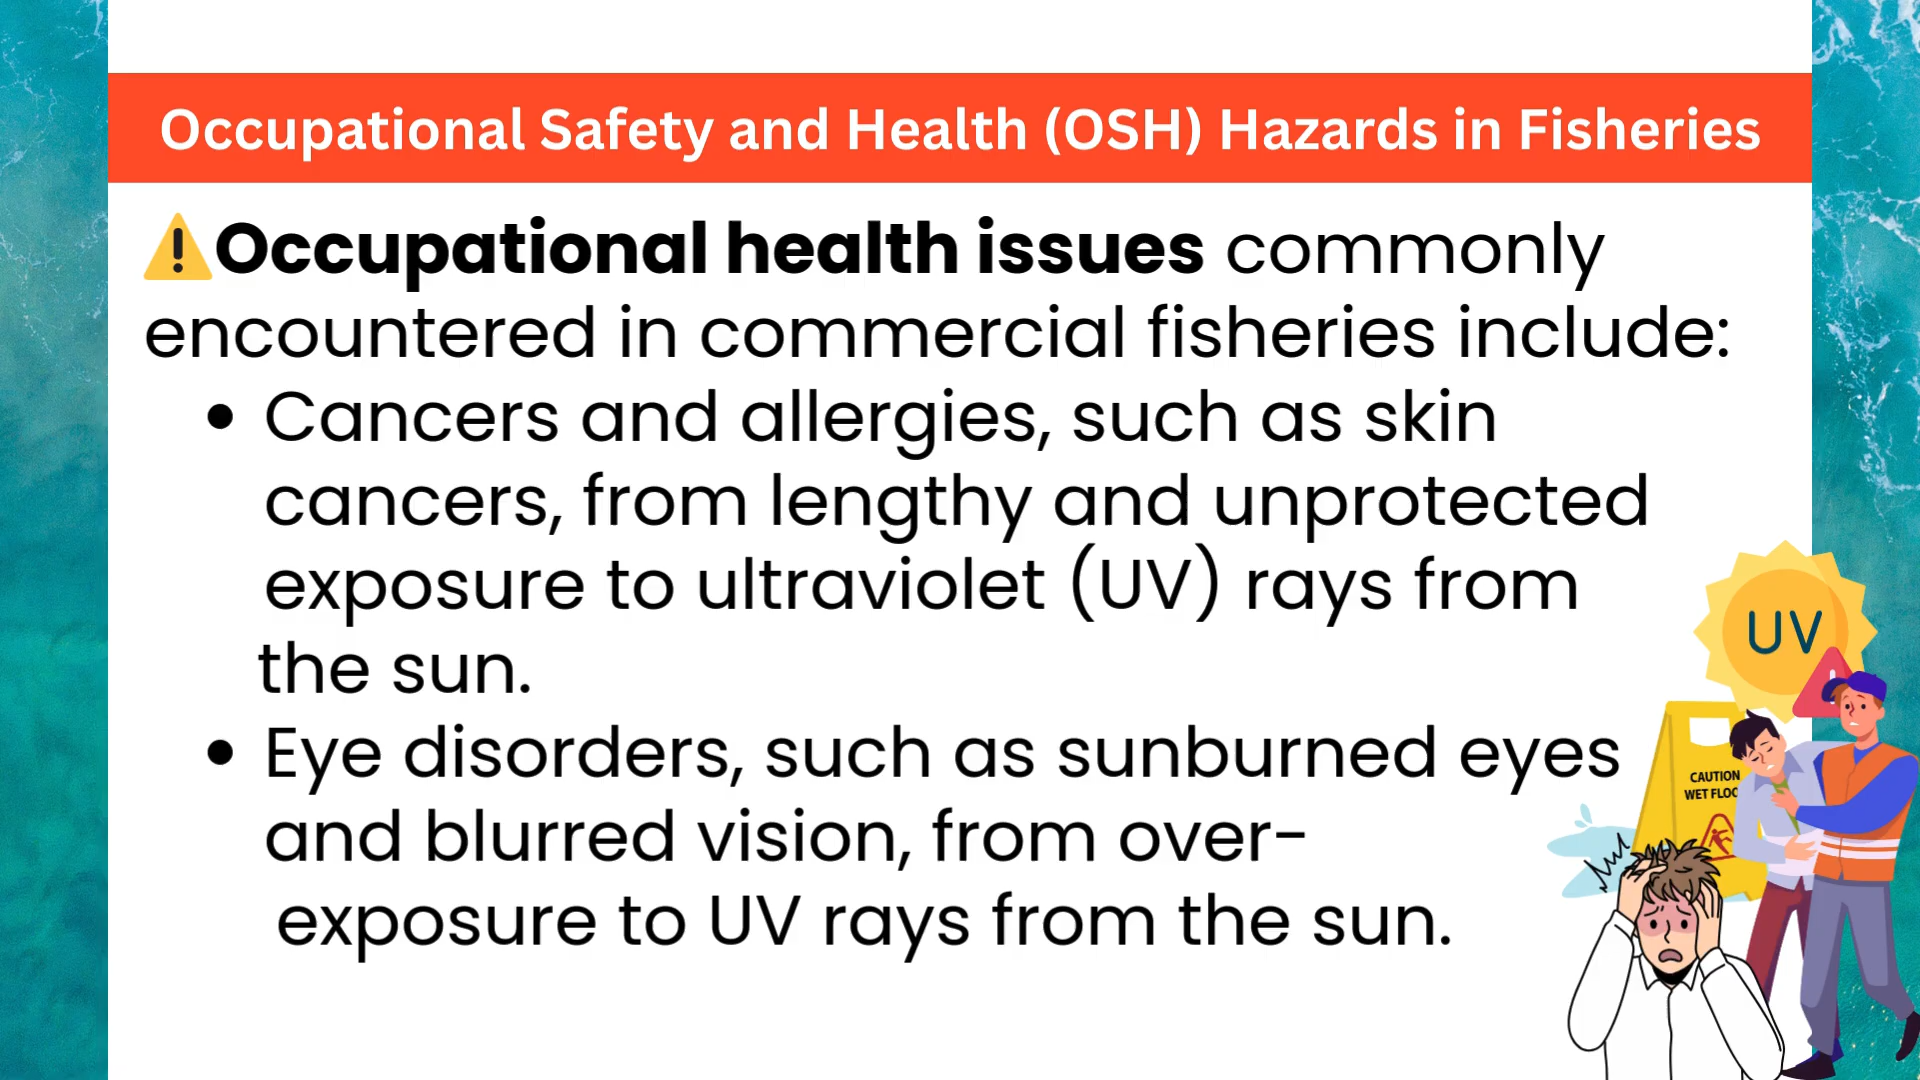 Occupational Safety and Health (OSH) Hazards in Fisheries
⚠️Occupational health issues commonly
encountered in commercial fisheries include:
• Cancers and allergies, such as skin
cancers, from lengthy and unprotected
exposure to ultraviolet (UV) rays from
the sun.
• Eye disorders, such as sunburned eyes
and blurred vision, from over-
exposure to UV rays from the sun.
UV
CAUTION
WET